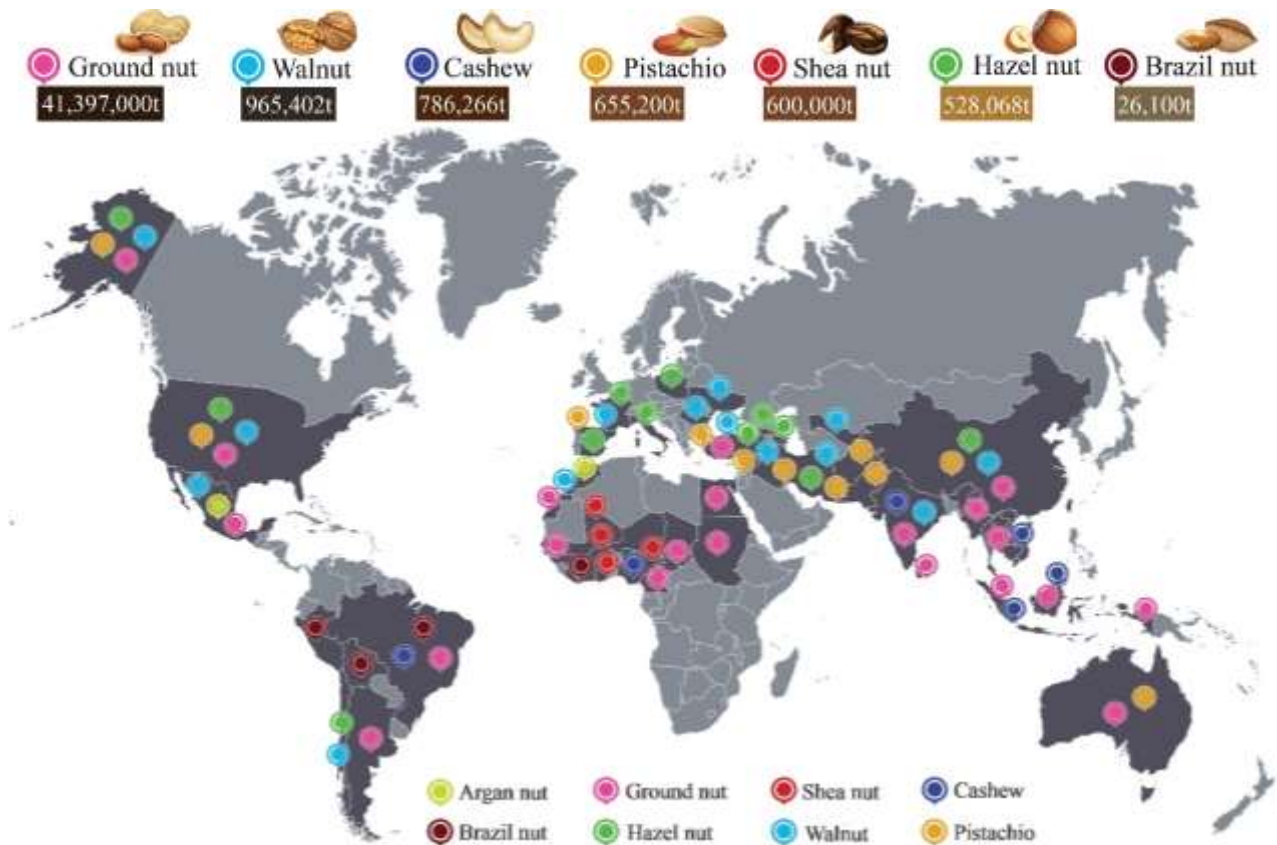 Ground nut Walnut Cashew Pistachio Shea nut Hazel nut Brazil nut
41,397,000t 965,402t 786,266t 655,200t 600,000t 528,068t 26,100t
Argan nut Ground nut Shea nut Cashew
Brazil nut Hazel nut Walnut Pistachio